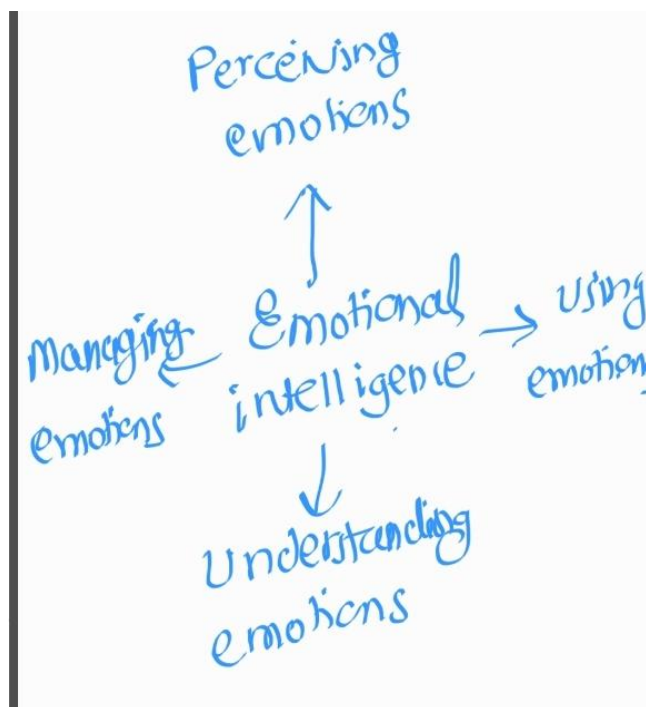 Perceiving
emotions
Emotional
intelligence
Using
emotion
Managing
emotions
Understanding
emotions